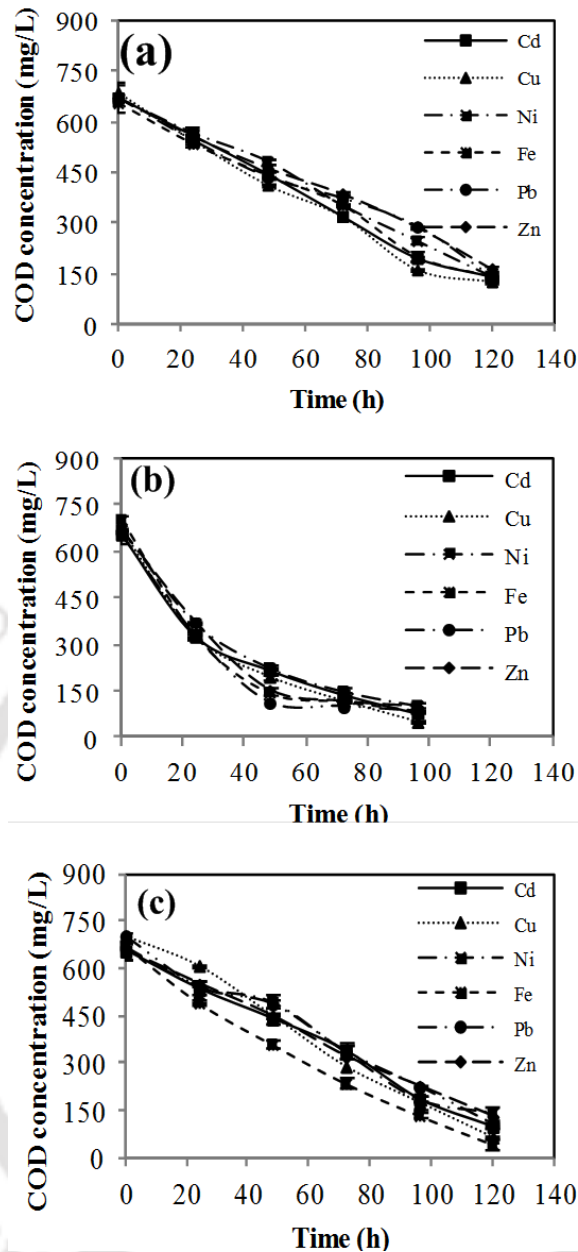 (a)
COD concentration (mg/L)
900
750
600
450
300
150
0
Cd
Cu
Ni
Fe
Pb
Zn
0 20 40 60 80 100 120 140
Time (h)
(b)
COD concentration (mg/L)
900
750
600
450
300
150
0
Cd
Cu
Ni
Fe
Pb
Zn
0 20 40 60 80 100 120 140
Time (h)
(c)
COD concentration (mg/L)
900
750
600
450
300
150
0
Cd
Cu
Ni
Fe
Pb
Zn
0 20 40 60 80 100 120 140
Time (h)